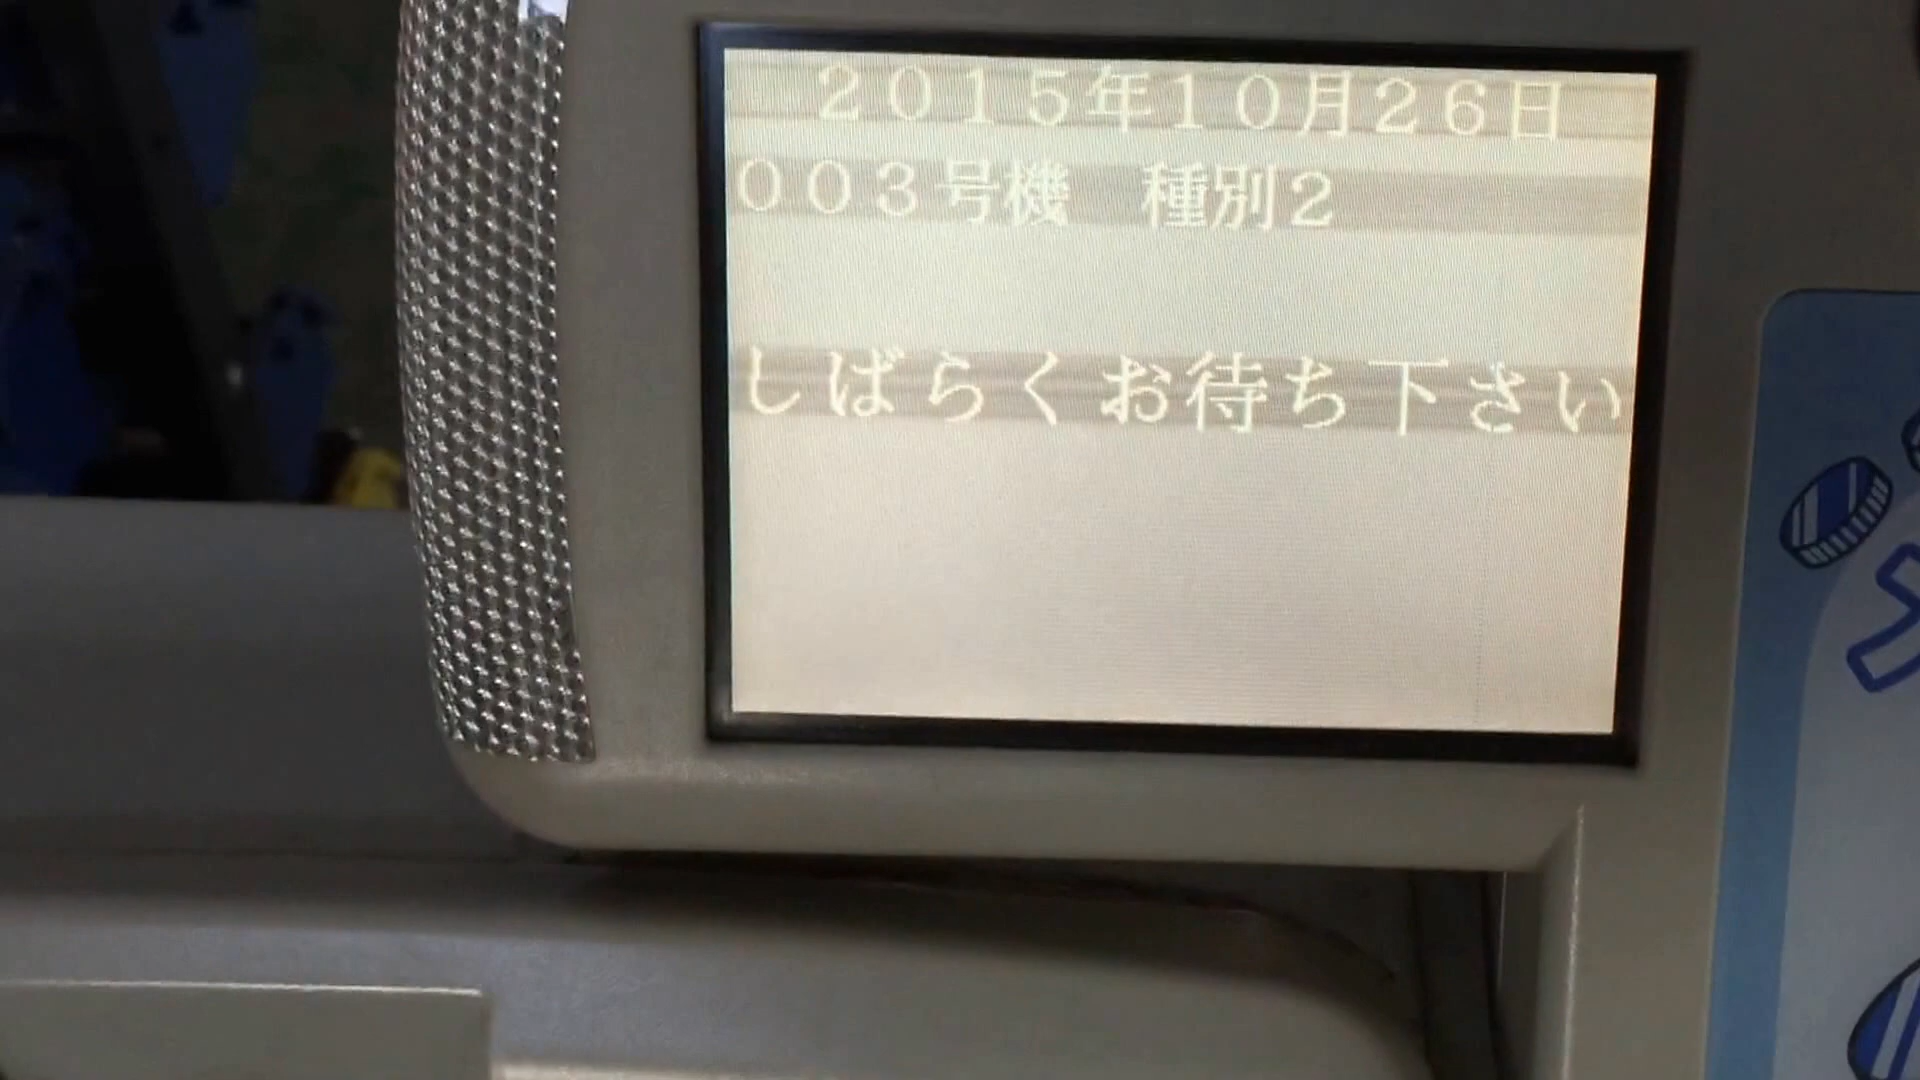 ２０１５年１０月２６日
００３号機　種別２
しばらくお待ち下さい
メ